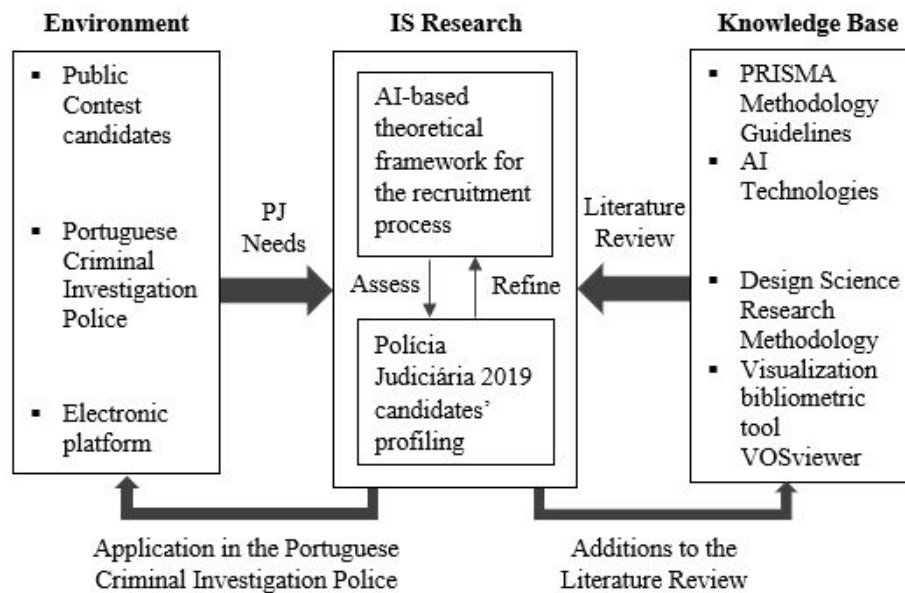 Environment
IS Research
Knowledge Base
▪ Public
Contest
candidates
▪ Portuguese
Criminal
Investigation
Police
▪ Electronic
platform
PJ
Needs
AI-based
theoretical
framework for
the recruitment
process
Assess
Refine
Polícia
Judiciária 2019
candidates’
profiling
Literature
Review
▪ PRISMA
Methodology
Guidelines
▪ AI
Technologies
▪ Design Science
Research
Methodology
▪ Visualization
bibliometric
tool
VOSviewer
Application in the Portuguese
Criminal Investigation Police
Additions to the
Literature Review